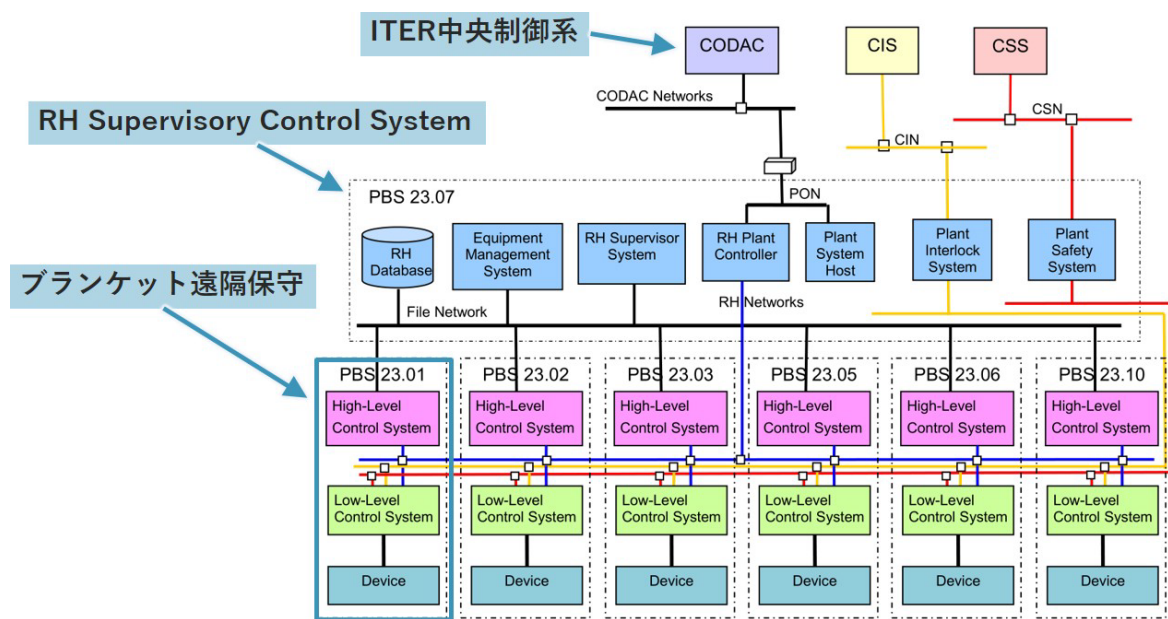 ITER中央制御系
CODAC
CIS
CSS
CODAC Networks
CSN
CIN
RH Supervisory Control System
PBS 23.07
PON
RH
Database
Equipment
Management
System
RH Supervisor
System
RH Plant
Controller
Plant
System
Host
Plant
Interlock
System
Plant
Safety
System
ブランケット遠隔保守
File Network
RH Networks
PBS 23.01
PBS 23.02
PBS 23.03
PBS 23.05
PBS 23.06
PBS 23.10
High-Level
Control System
High-Level
Control System
High-Level
Control System
High-Level
Control System
High-Level
Control System
High-Level
Control System
Low-Level
Control System
Low-Level
Control System
Low-Level
Control System
Low-Level
Control System
Low-Level
Control System
Low-Level
Control System
Device
Device
Device
Device
Device
Device